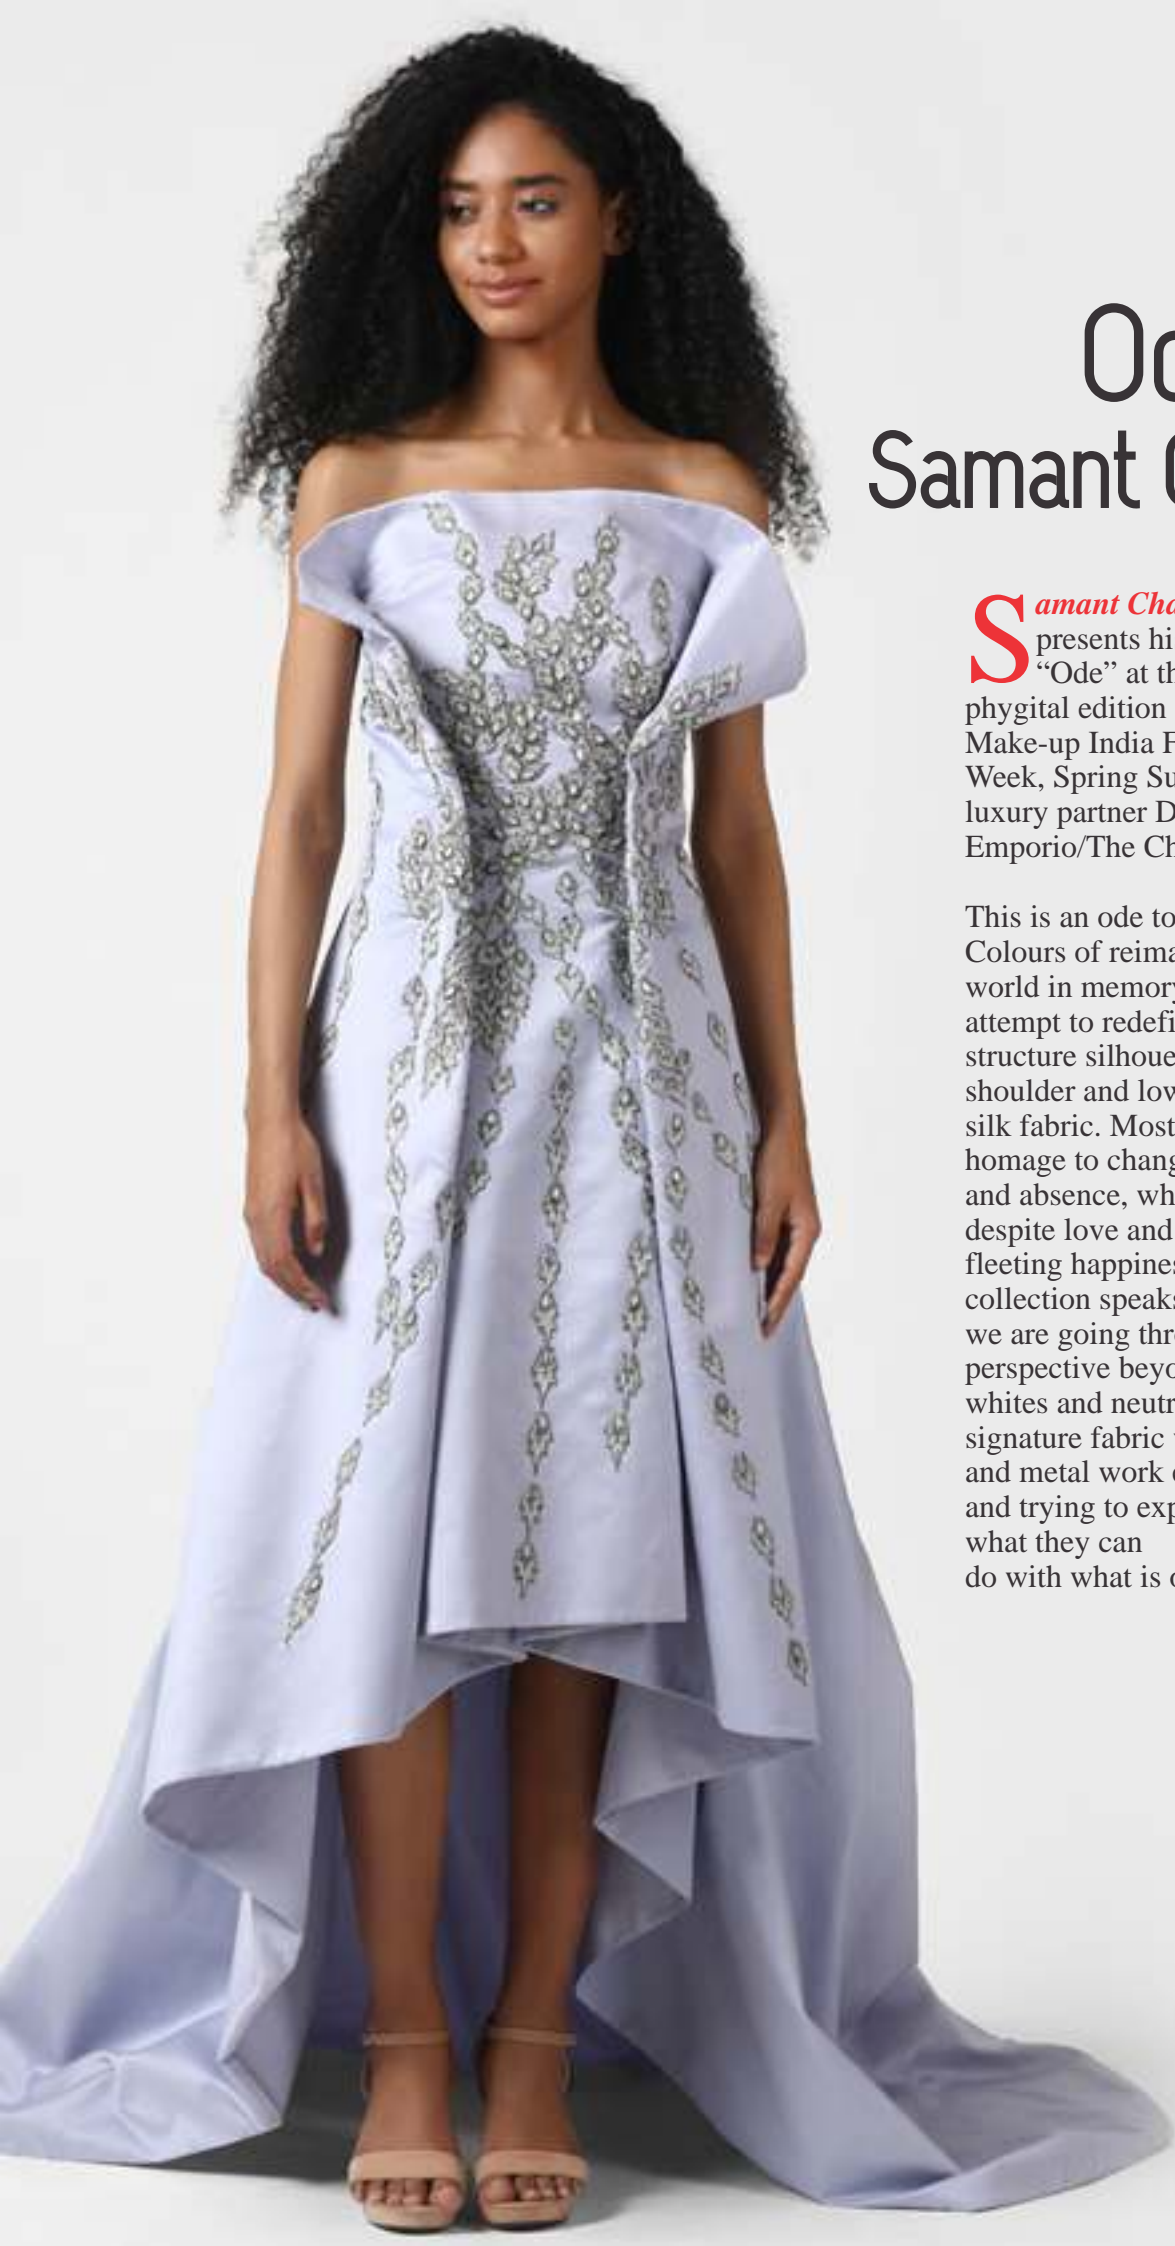 Od
Samant C
Samant Cha
presents hi
“Ode” at th
phygital edition
Make-up India F
Week, Spring Su
luxury partner D
Emporio/The Ch
This is an ode to
Colours of reima
world in memory
attempt to redefi
structure silhoue
shoulder and low
silk fabric. Most
homage to chang
and absence, wh
despite love and
fleeting happines
collection speaks
we are going thr
perspective beyo
whites and neutr
signature fabric
and metal work
and trying to exp
what they can
do with what is o